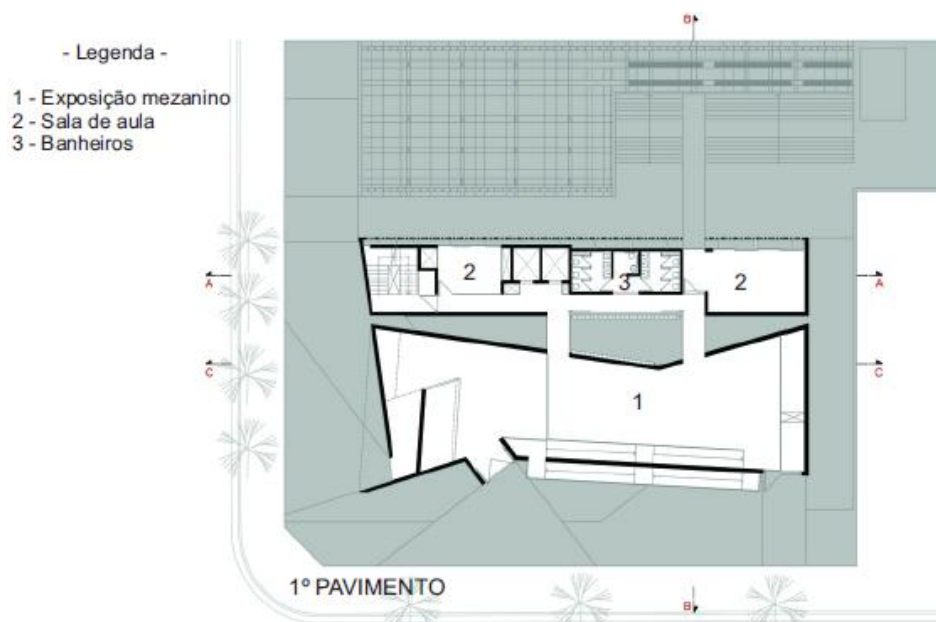 - Legenda -
1 - Exposição mezanino
2 - Sala de aula
3 - Banheiros
B
A
2
3
2
A
C
1
C
1º PAVIMENTO
B